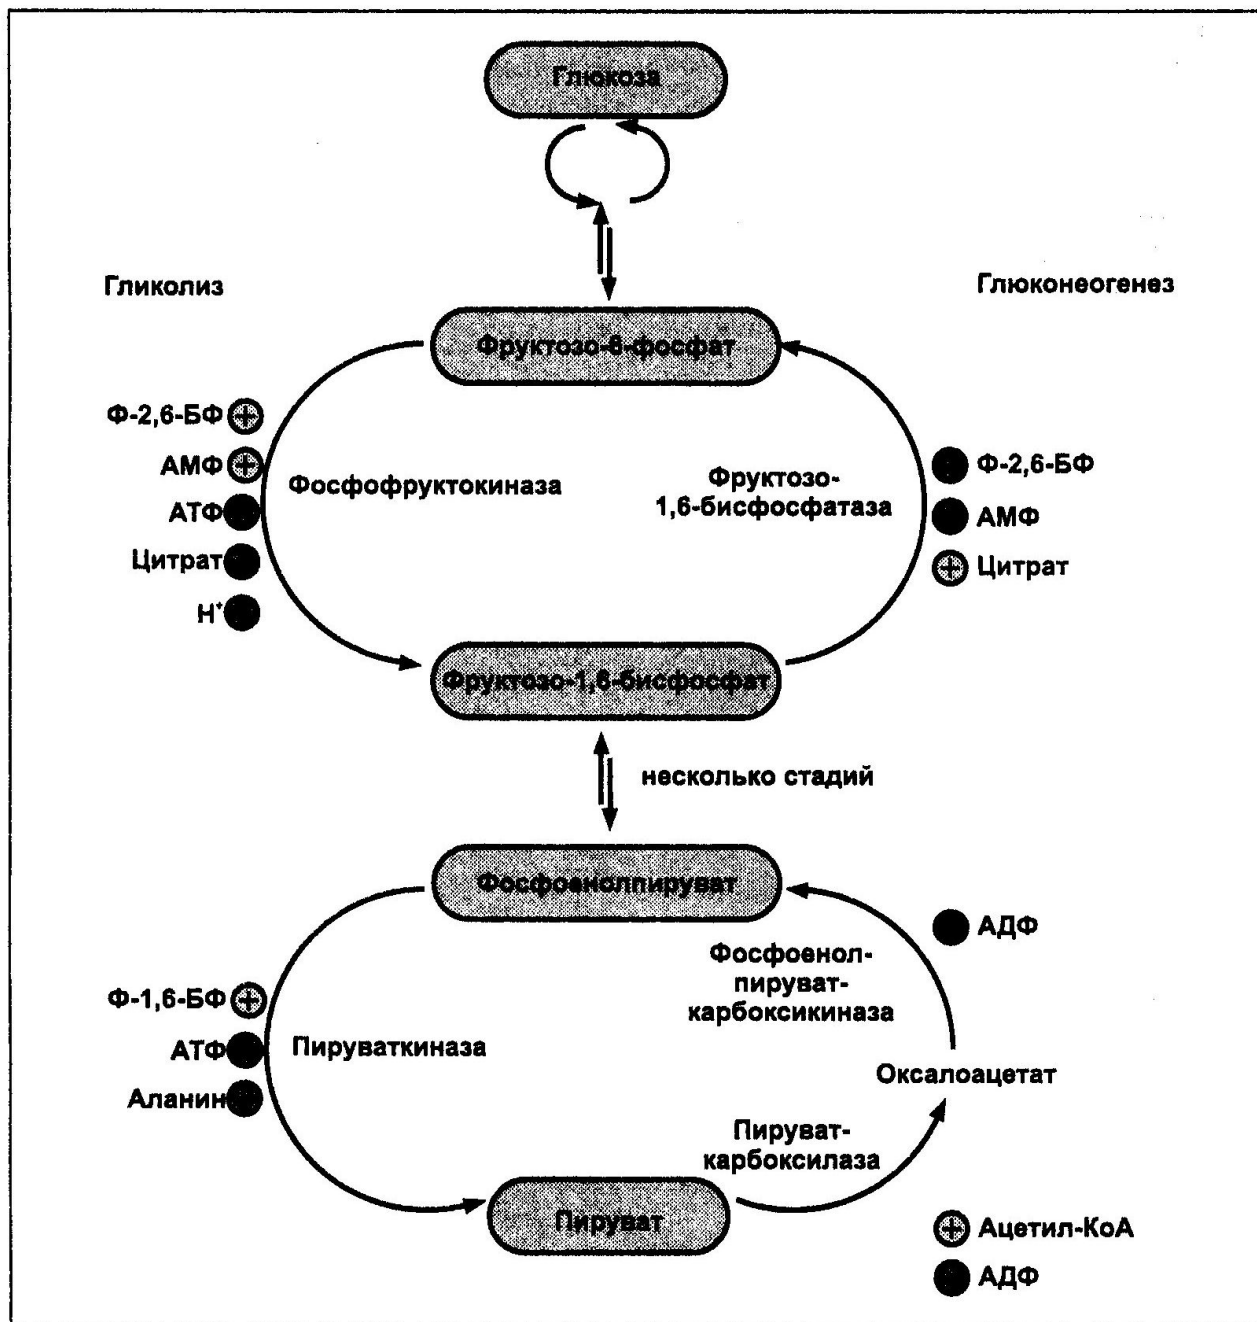 Глюкоза
Гликолиз
Глюконеогенез
Фруктозо-6-фосфат
Ф-2,6-БФ +
АМФ +
АТФ
Цитрат
H⁺
Фосфофруктокиназа
Фруктозо-
1,6-бисфосфатаза
Ф-2,6-БФ
АМФ
+ Цитрат
Фруктозо-1,6-бисфосфат
несколько стадий
Фосфоенолпируват
АДФ
Фосфоенол-
пируват-
карбоксикиназа
Ф-1,6-БФ +
АТФ
Аланин
Пируваткиназа
Оксалоацетат
Пируват-
карбоксилаза
Пируват
+ Ацетил-КоА
АДФ